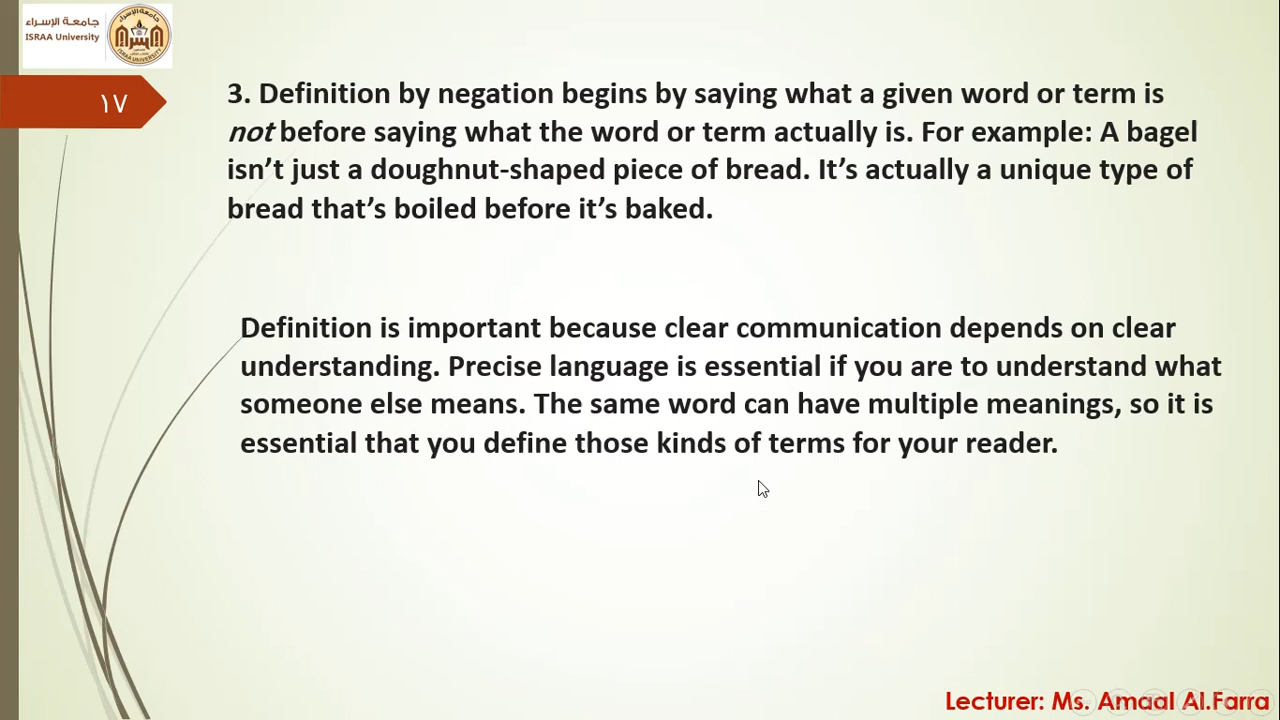 جامعـة الإسراء
ISRAA University
١٧
3. Definition by negation begins by saying what a given word or term is
not before saying what the word or term actually is. For example: A bagel
isn’t just a doughnut-shaped piece of bread. It’s actually a unique type of
bread that’s boiled before it’s baked.
Definition is important because clear communication depends on clear
understanding. Precise language is essential if you are to understand what
someone else means. The same word can have multiple meanings, so it is
essential that you define those kinds of terms for your reader.
Lecturer: Ms. Amaal Al.Farra